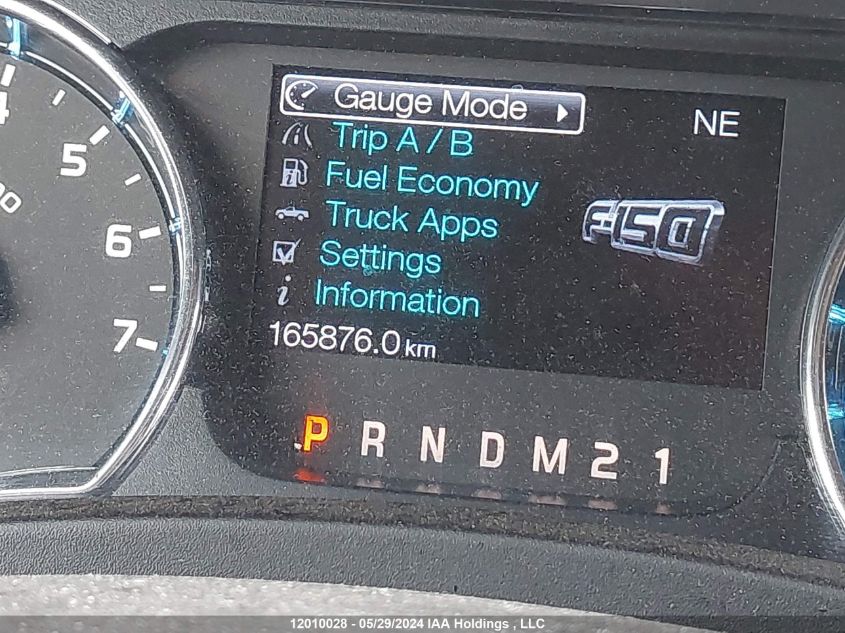 4
5
6
7
Gauge Mode
NE
Trip A / B
Fuel Economy
Truck Apps
F-150
Settings
i Information
165876.0 km
P R N D M 2 1
12010028 - 05/29/2024 IAA Holdings , LLC